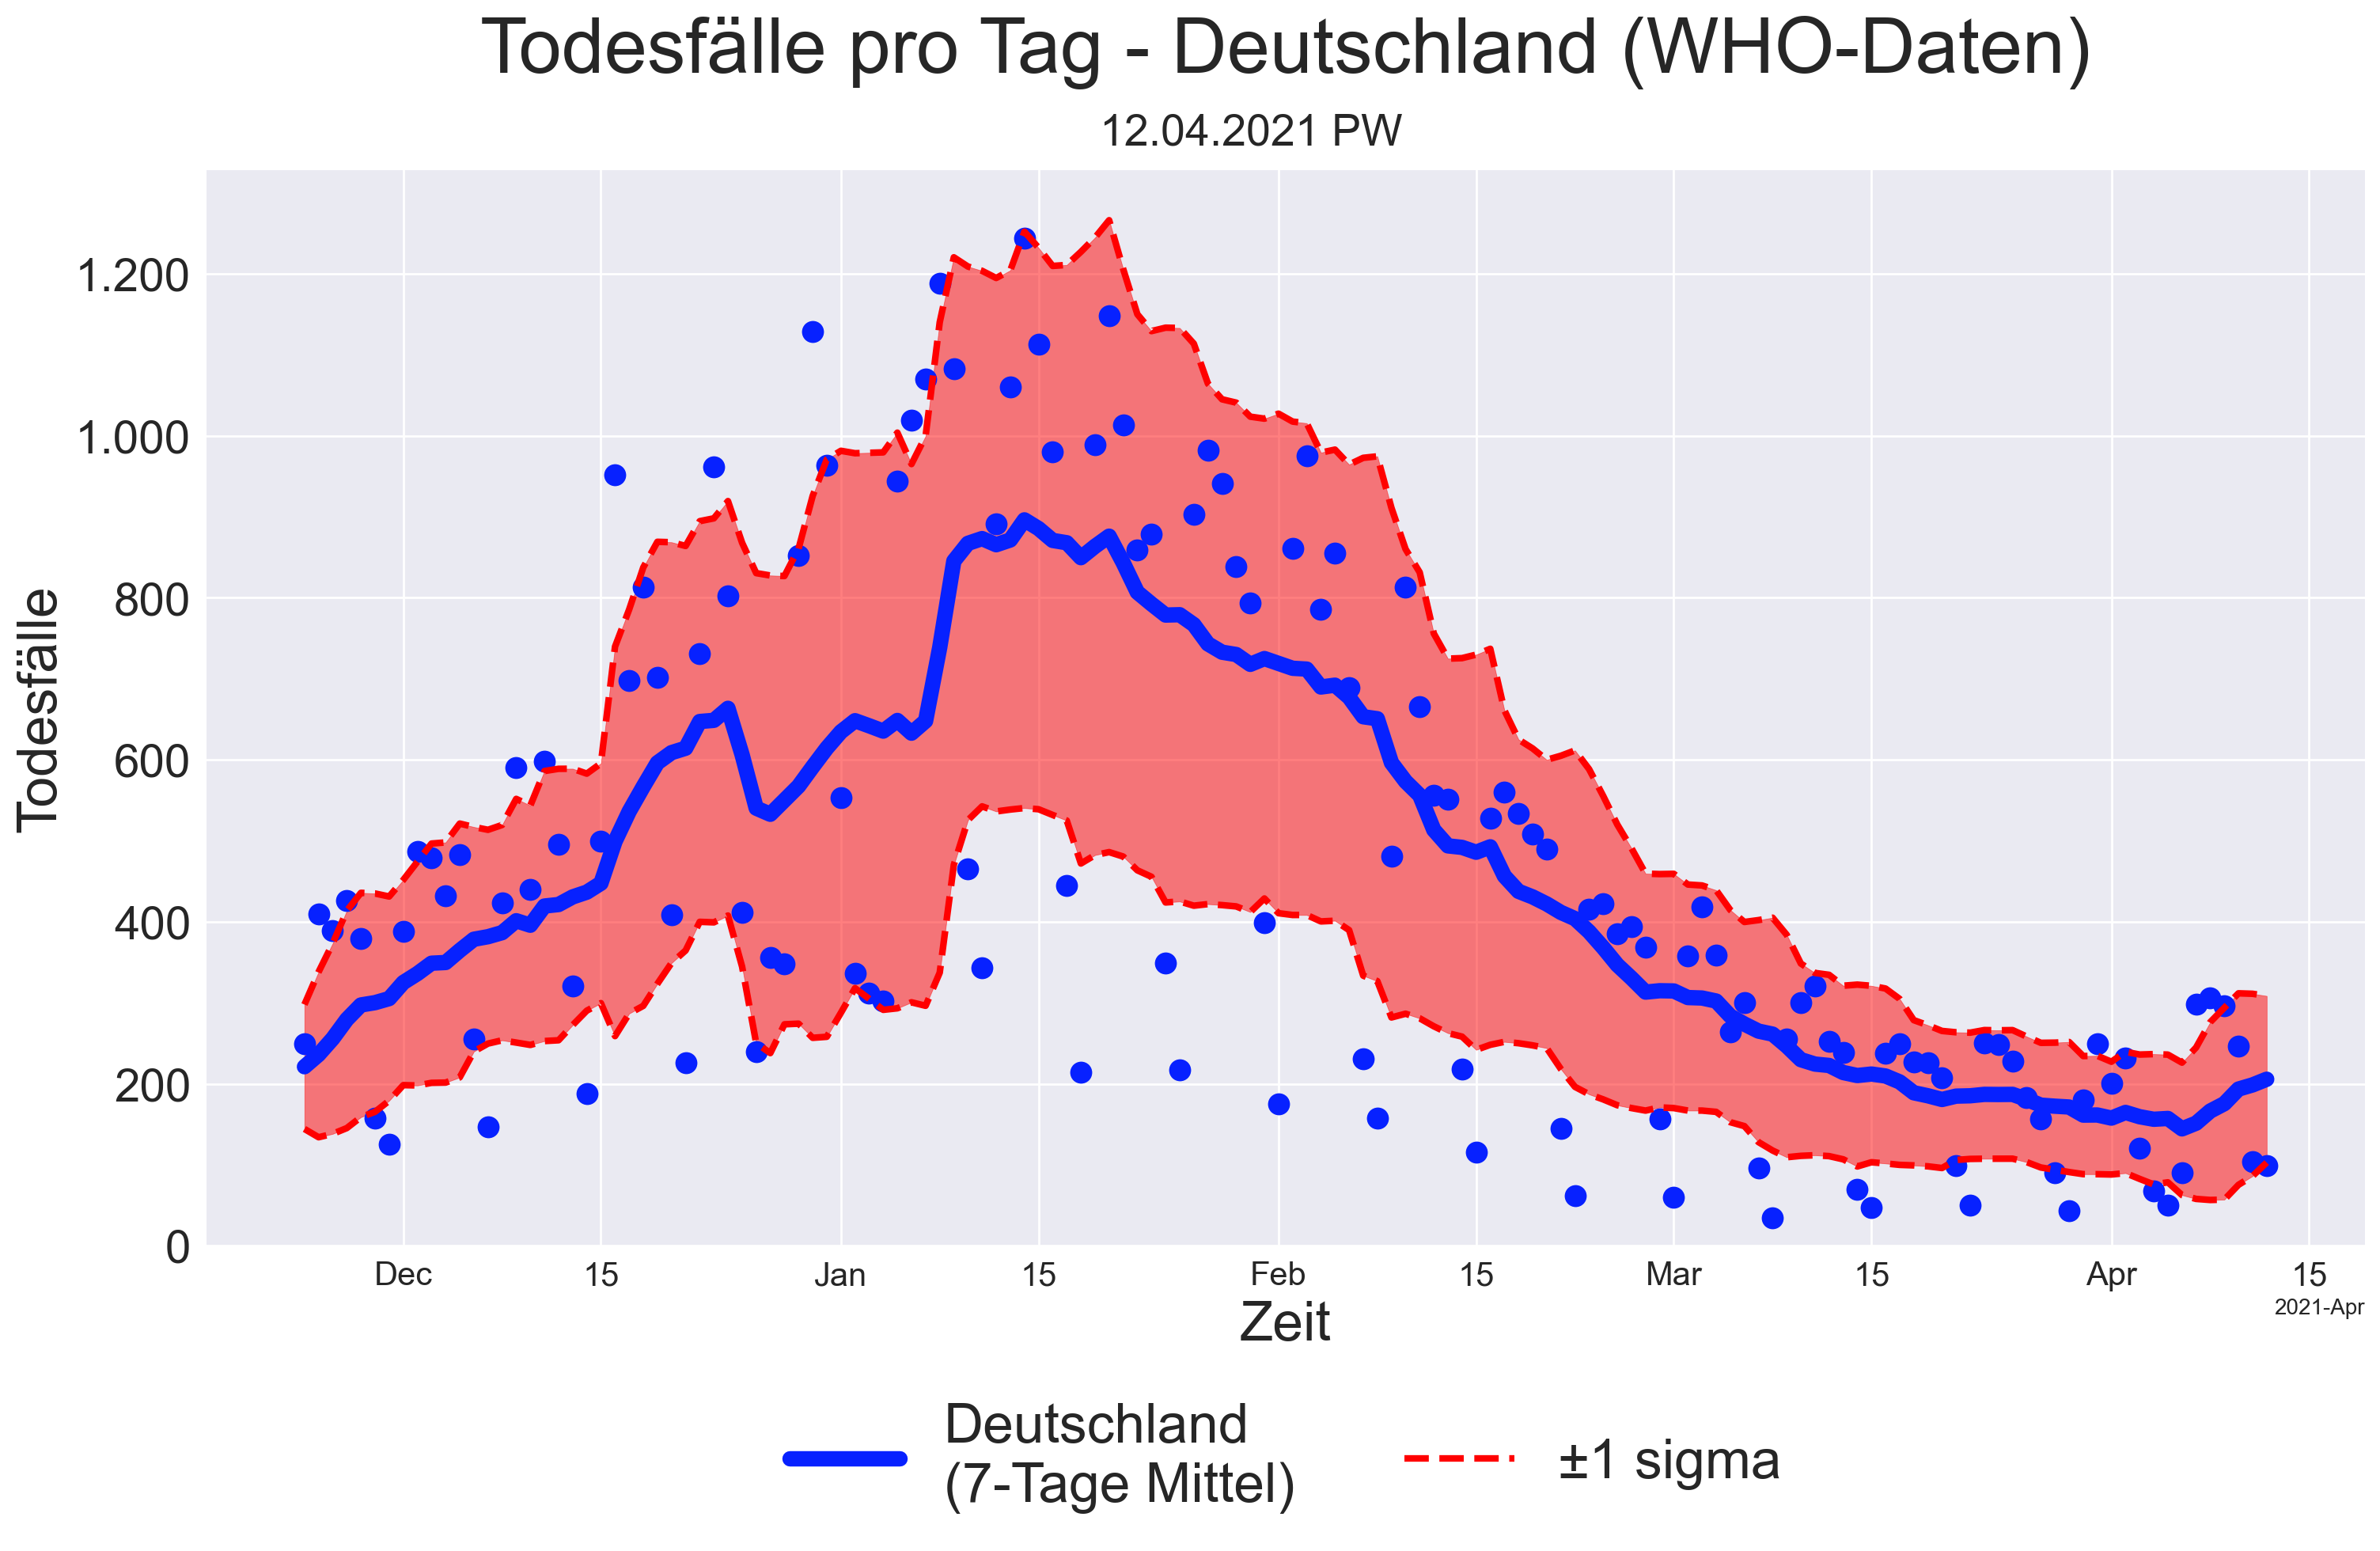 Todesfälle pro Tag - Deutschland (WHO-Daten)
12.04.2021 PW
Todesfälle
1.200
1.000
800
600
400
200
0
Dec 15 Jan 15 Feb 15 Mar 15 Apr 15
2021-Apr
Zeit
Deutschland
(7-Tage Mittel)
±1 sigma